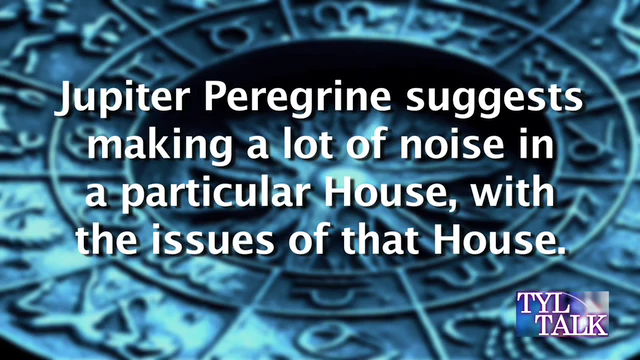 Jupiter Peregrine suggests
making a lot of noise in
a particular House, with
the issues of that House.
TYL
TALK